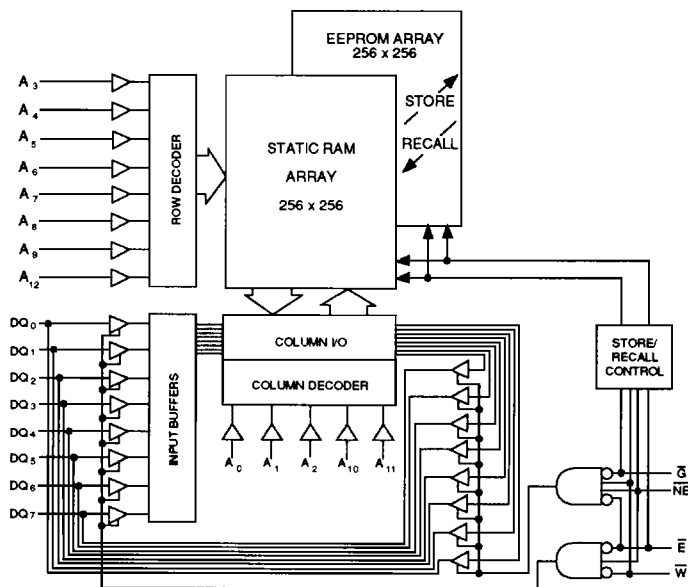 EEPROM ARRAY
256 x 256
STORE
RECALL
STATIC RAM
ARRAY
256 x 256
A3
A4
A5
A6
A7
A8
A9
A12
ROW DECODER
DQ0
DQ1
DQ2
DQ3
DQ4
DQ5
DQ6
DQ7
INPUT BUFFERS
COLUMN I/O
COLUMN DECODER
A0 A1 A2 A10 A11
STORE/
RECALL
CONTROL
G̅
N̅E̅
E̅
W̅